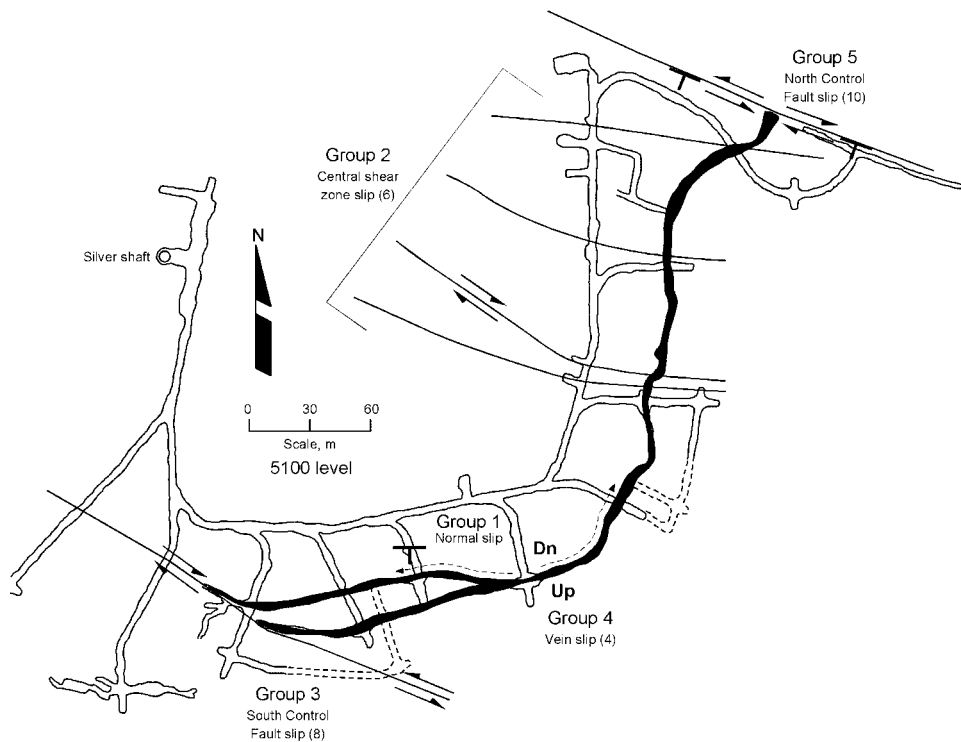 Group 5
North Control
Fault slip (10)
Group 2
Central shear
zone slip (6)
Silver shaft
N
0 30 60
Scale, m
5100 level
Group 1
Normal slip
Dn
Up
Group 4
Vein slip (4)
Group 3
South Control
Fault slip (8)